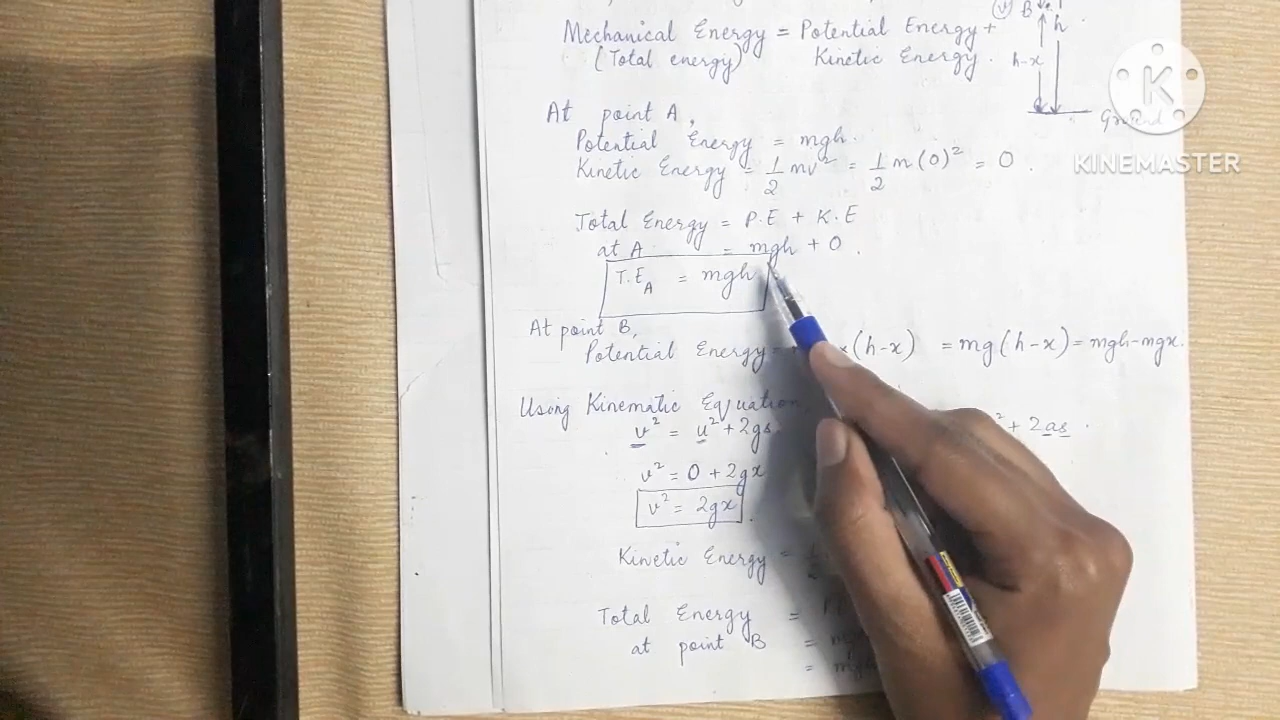 (v) B
Mechanical Energy = Potential Energy + h
(Total energy) Kinetic Energy. h-x
At point A, Ground
Potential Energy = mgh.
Kinetic Energy = 1/2 mv² = 1/2 m(0)² = 0.
KINEMASTER
Total Energy = P.E + K.E
at A = mgh + 0.
T.E_A = mgh
At point B,
Potential Energy = x(h-x) = mg(h-x) = mgh-mgx.
Using Kinematic Equation
v² = u² + 2gs ² + 2as.
v² = 0 + 2gx
v² = 2gx.
Kinetic Energy =
Total Energy =
at point B =
=